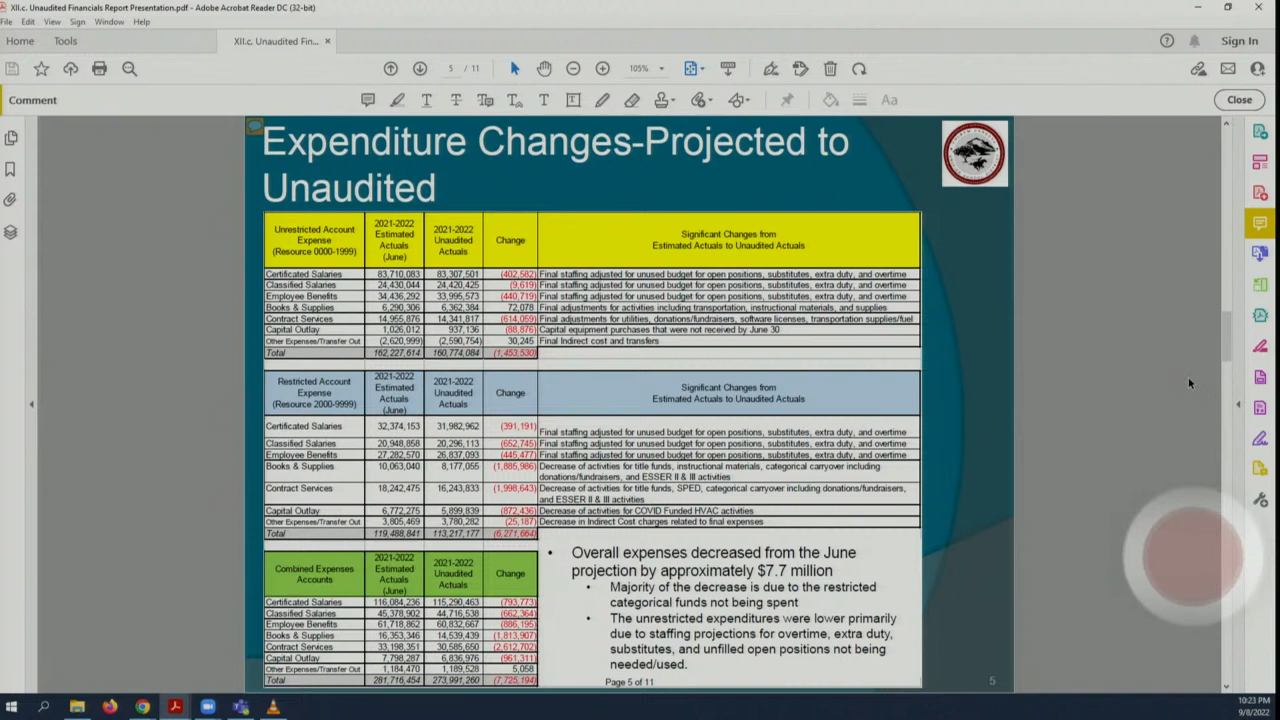 XII.c. Unaudited Financials Report Presentation.pdf - Adobe Acrobat Reader DC (32-bit)
File Edit View Sign Window Help
Home Tools XII.c. Unaudited Fin... × Sign In
5 / 11 105%
Comment Close
Expenditure Changes-Projected to
Unaudited
Unrestricted Account Expense (Resource 0000-1999) 2021-2022 Estimated Actuals (June) 2021-2022 Unaudited Actuals Change Significant Changes from Estimated Actuals to Unaudited Actuals
Certificated Salaries 83,710,083 83,307,501 (402,582) Final staffing adjusted for unused budget for open positions, substitutes, extra duty, and overtime
Classified Salaries 24,430,044 24,420,425 (9,619) Final staffing adjusted for unused budget for open positions, substitutes, extra duty, and overtime
Employee Benefits 34,436,292 33,995,573 (440,719) Final staffing adjusted for unused budget for open positions, substitutes, extra duty, and overtime
Books & Supplies 6,290,306 6,362,384 72,078 Final adjustments for activities including transportation, instructional materials, and supplies
Contract Services 14,955,876 14,341,817 (614,059) Final adjustments for utilities, donations/fundraisers, software licenses, transportation supplies/fuel
Capital Outlay 1,026,012 937,136 (88,876) Capital equipment purchases that were not received by June 30
Other Expenses/Transfer Out (2,620,999) (2,590,754) 30,245 Final Indirect cost and transfers
Total 162,227,614 160,774,084 (1,453,530)
Restricted Account Expense (Resource 2000-9999) 2021-2022 Estimated Actuals (June) 2021-2022 Unaudited Actuals Change Significant Changes from Estimated Actuals to Unaudited Actuals
Certificated Salaries 32,374,153 31,982,962 (391,191) Final staffing adjusted for unused budget for open positions, substitutes, extra duty, and overtime
Classified Salaries 20,948,858 20,296,113 (652,745) Final staffing adjusted for unused budget for open positions, substitutes, extra duty, and overtime
Employee Benefits 27,282,570 26,837,093 (445,477) Final staffing adjusted for unused budget for open positions, substitutes, extra duty, and overtime
Books & Supplies 10,063,040 8,177,055 (1,885,986) Decrease of activities for title funds, instructional materials, categorical carryover including
donations/fundraisers, and ESSER II & III activities
Contract Services 18,242,475 16,243,833 (1,998,643) Decrease of activities for title funds, SPED, categorical carryover including donations/fundraisers,
and ESSER II & III activities
Capital Outlay 6,772,275 5,899,839 (872,436) Decrease of activities for COVID Funded HVAC activities
Other Expenses/Transfer Out 3,805,469 3,780,282 (25,187) Decrease in Indirect Cost charges related to final expenses
Total 119,488,841 113,217,177 (6,271,664)
Combined Expenses Accounts 2021-2022 Estimated Actuals (June) 2021-2022 Unaudited Actuals Change
Certificated Salaries 116,084,236 115,290,463 (793,773)
Classified Salaries 45,378,902 44,716,538 (662,364)
Employee Benefits 61,718,862 60,832,667 (886,195)
Books & Supplies 16,353,346 14,539,439 (1,813,907)
Contract Services 33,198,351 30,585,650 (2,612,702)
Capital Outlay 7,798,287 6,836,976 (961,311)
Other Expenses/Transfer Out 1,184,470 1,189,528 5,058
Total 281,716,454 273,991,260 (7,725,194)
• Overall expenses decreased from the June
projection by approximately $7.7 million
• Majority of the decrease is due to the restricted
categorical funds not being spent
• The unrestricted expenditures were lower primarily
due to staffing projections for overtime, extra duty,
substitutes, and unfilled open positions not being
needed/used.
Page 5 of 11
5
10:23 PM
9/8/2022